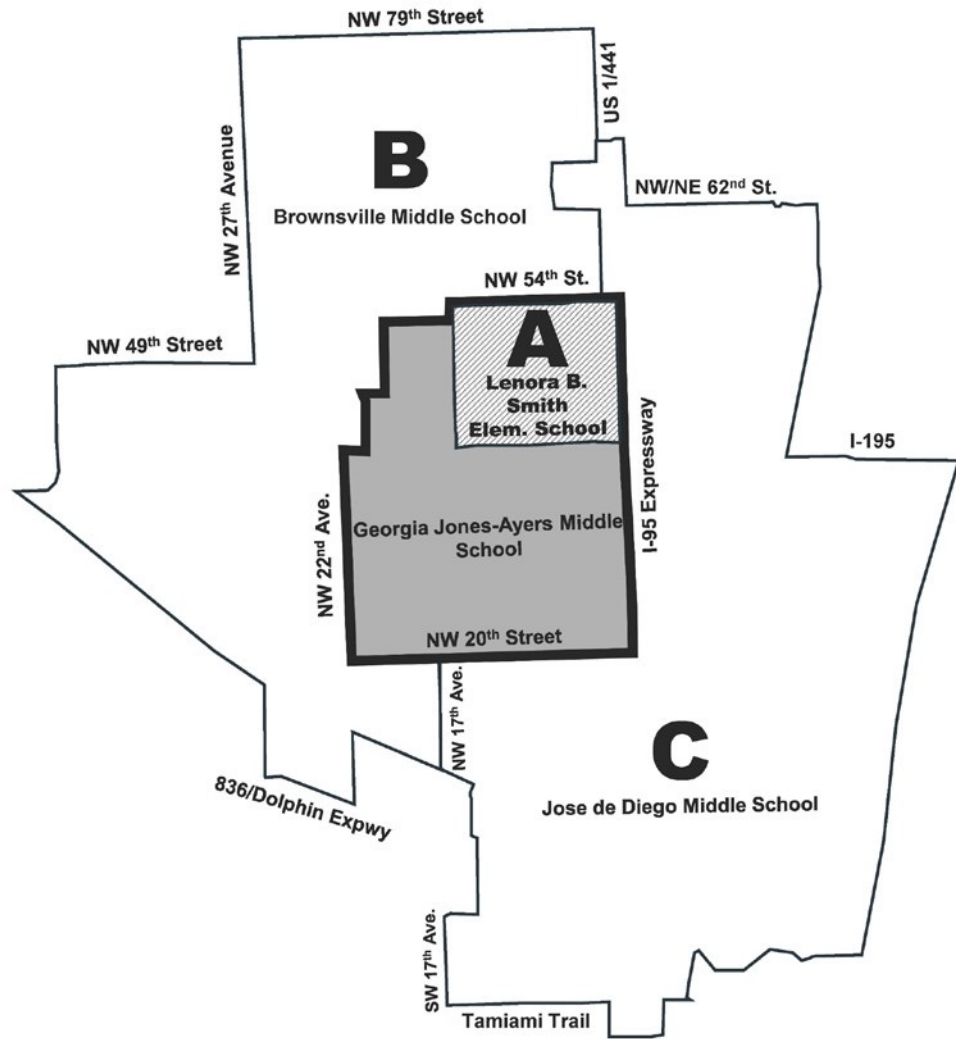 NW 79th Street
US 1/441
B
NW 27th Avenue
Brownsville Middle School
NW/NE 62nd St.
NW 54th St.
A
NW 49th Street
Lenora B.
Smith
Elem. School
I-195
I-95 Expressway
Georgia Jones-Ayers Middle
School
NW 22nd Ave.
NW 20th Street
NW 17th Ave.
C
836/Dolphin Expwy
Jose de Diego Middle School
SW 17th Ave.
Tamiami Trail